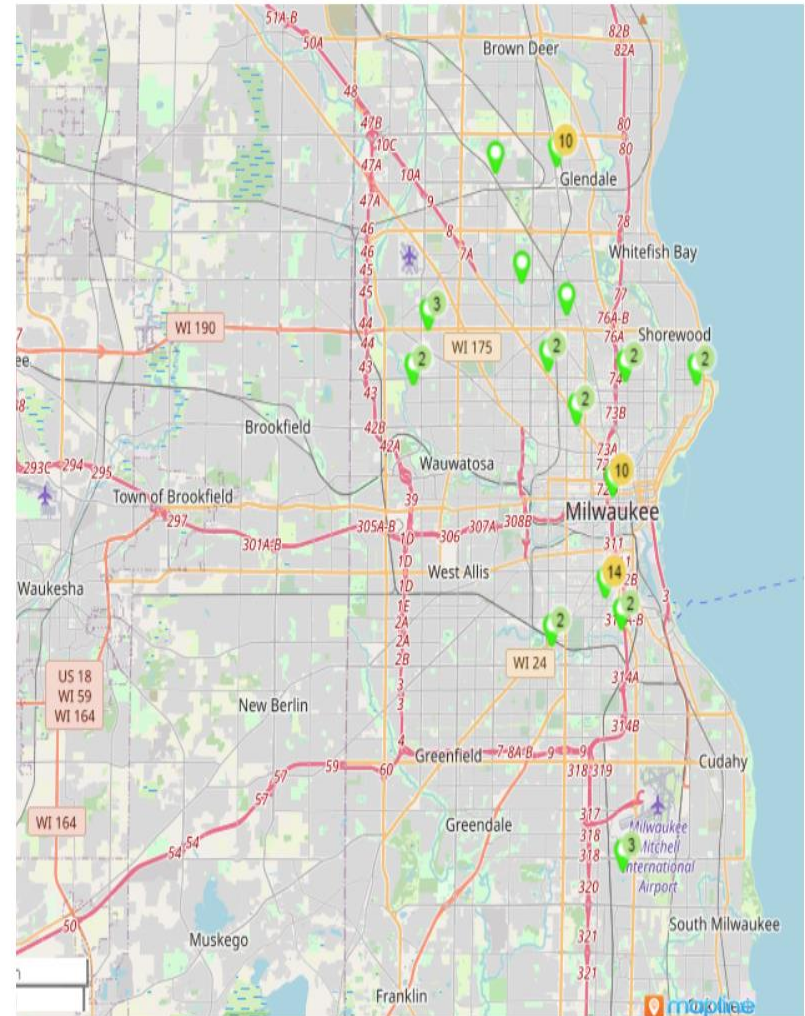 51A-B
82B
50A
Brown Deer
82A
48
47B
80
10
10C
80
47A
10A
Glendale
47A
9
78
46
8
46
7A
Whitefish Bay
45
77
45
3
76A-B
WI 190
44
76A
Shorewood
WI 175
44
2
2
2
2
43
74
43
2
73B
Brookfield
42B
42A
73A
293C
294
295
Wauwatosa
10
Town of Brookfield
39
72
297
305A-B
308B
Milwaukee
307A
301A-B
1D
306
311
1D
West Allis
14
1D
2B
Waukesha
1E
2
3
2A
2
2A
2B
WI 24
US 18
WI 59
WI 164
3
314A
3
New Berlin
314B
4
Greenfield
7
8A-B
9
9
59
60
Cudahy
57
318
319
57
WI 164
317
54
54
Greendale
318
Milwaukee
Mitchell
International
Airport
318
3
320
50
321
South Milwaukee
Muskego
321
Franklin
mapline